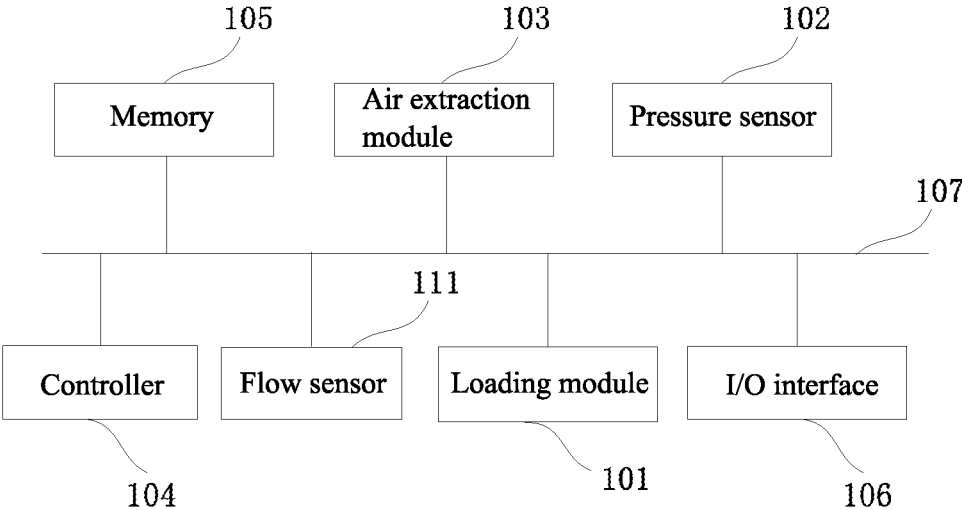 105
103
102
Memory
Air extraction
module
Pressure sensor
107
111
Controller
Flow sensor
Loading module
I/O interface
104
101
106